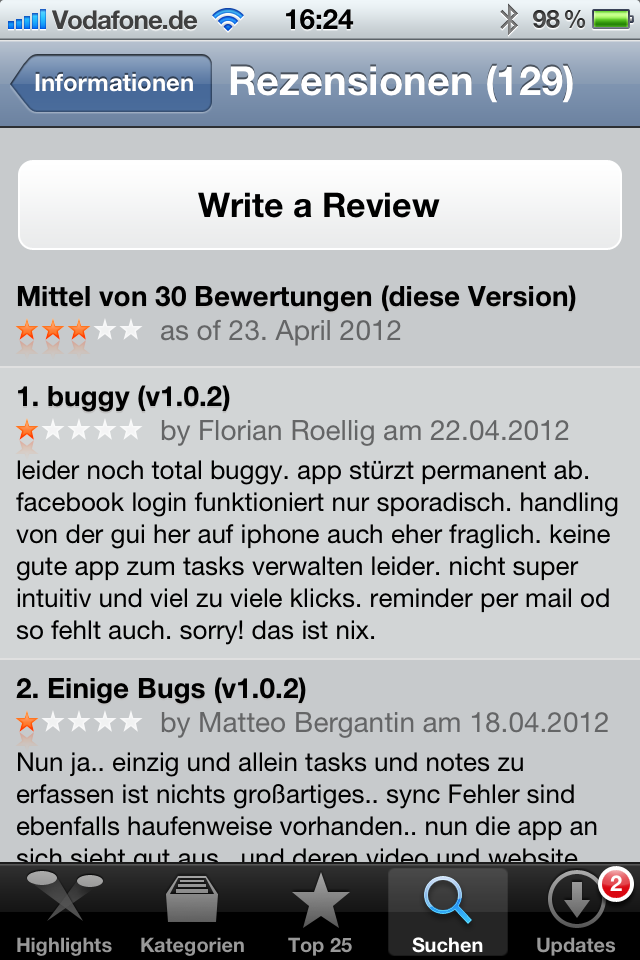 Vodafone.de 16:24 98 %
Informationen Rezensionen (129)
Write a Review
Mittel von 30 Bewertungen (diese Version)
as of 23. April 2012
1. buggy (v1.0.2)
by Florian Roellig am 22.04.2012
leider noch total buggy. app stürzt permanent ab.
facebook login funktioniert nur sporadisch. handling
von der gui her auf iphone auch eher fraglich. keine
gute app zum tasks verwalten leider. nicht super
intuitiv und viel zu viele klicks. reminder per mail od
so fehlt auch. sorry! das ist nix.
2. Einige Bugs (v1.0.2)
by Matteo Bergantin am 18.04.2012
Nun ja.. einzig und allein tasks und notes zu
erfassen ist nichts großartiges.. sync Fehler sind
ebenfalls haufenweise vorhanden.. nun die app an
sich sieht gut aus.. und deren video und website
2
Highlights Kategorien Top 25 Suchen Updates